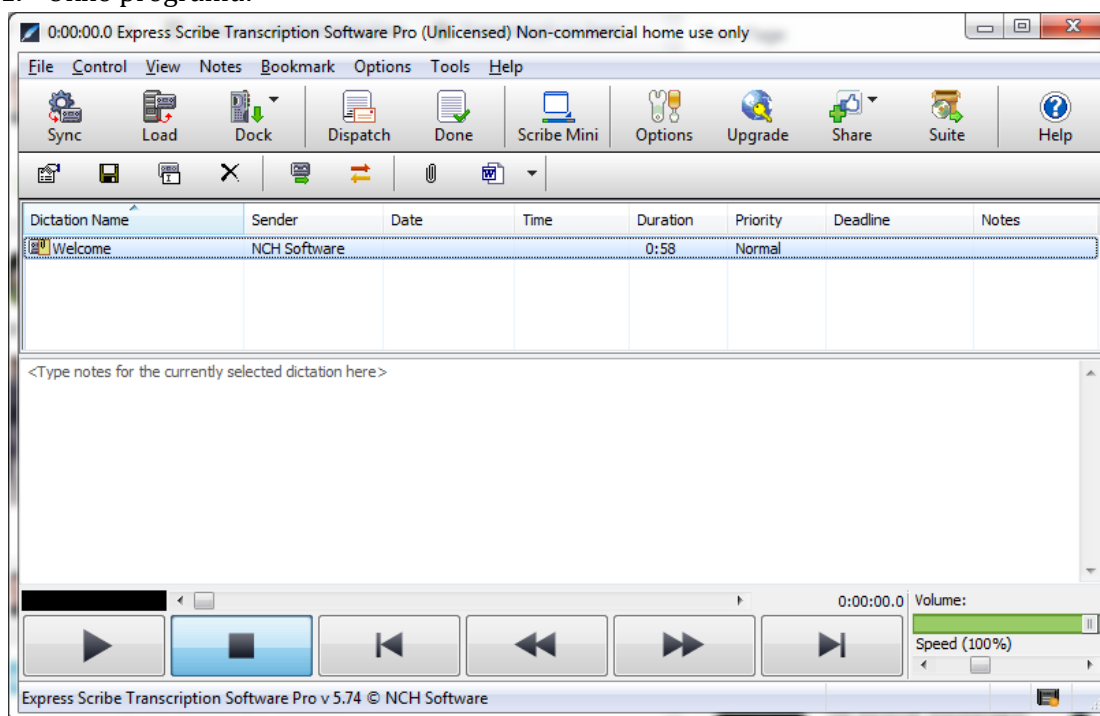 0:00:00.0 Express Scribe Transcription Software Pro (Unlicensed) Non-commercial home use only
File Control View Notes Bookmark Options Tools Help
Sync Load Dock Dispatch Done Scribe Mini Options Upgrade Share Suite Help
Dictation Name Sender Date Time Duration Priority Deadline Notes
Welcome NCH Software 0:58 Normal
<Type notes for the currently selected dictation here>
0:00:00.0 Volume:
Speed (100%)
Express Scribe Transcription Software Pro v 5.74 © NCH Software